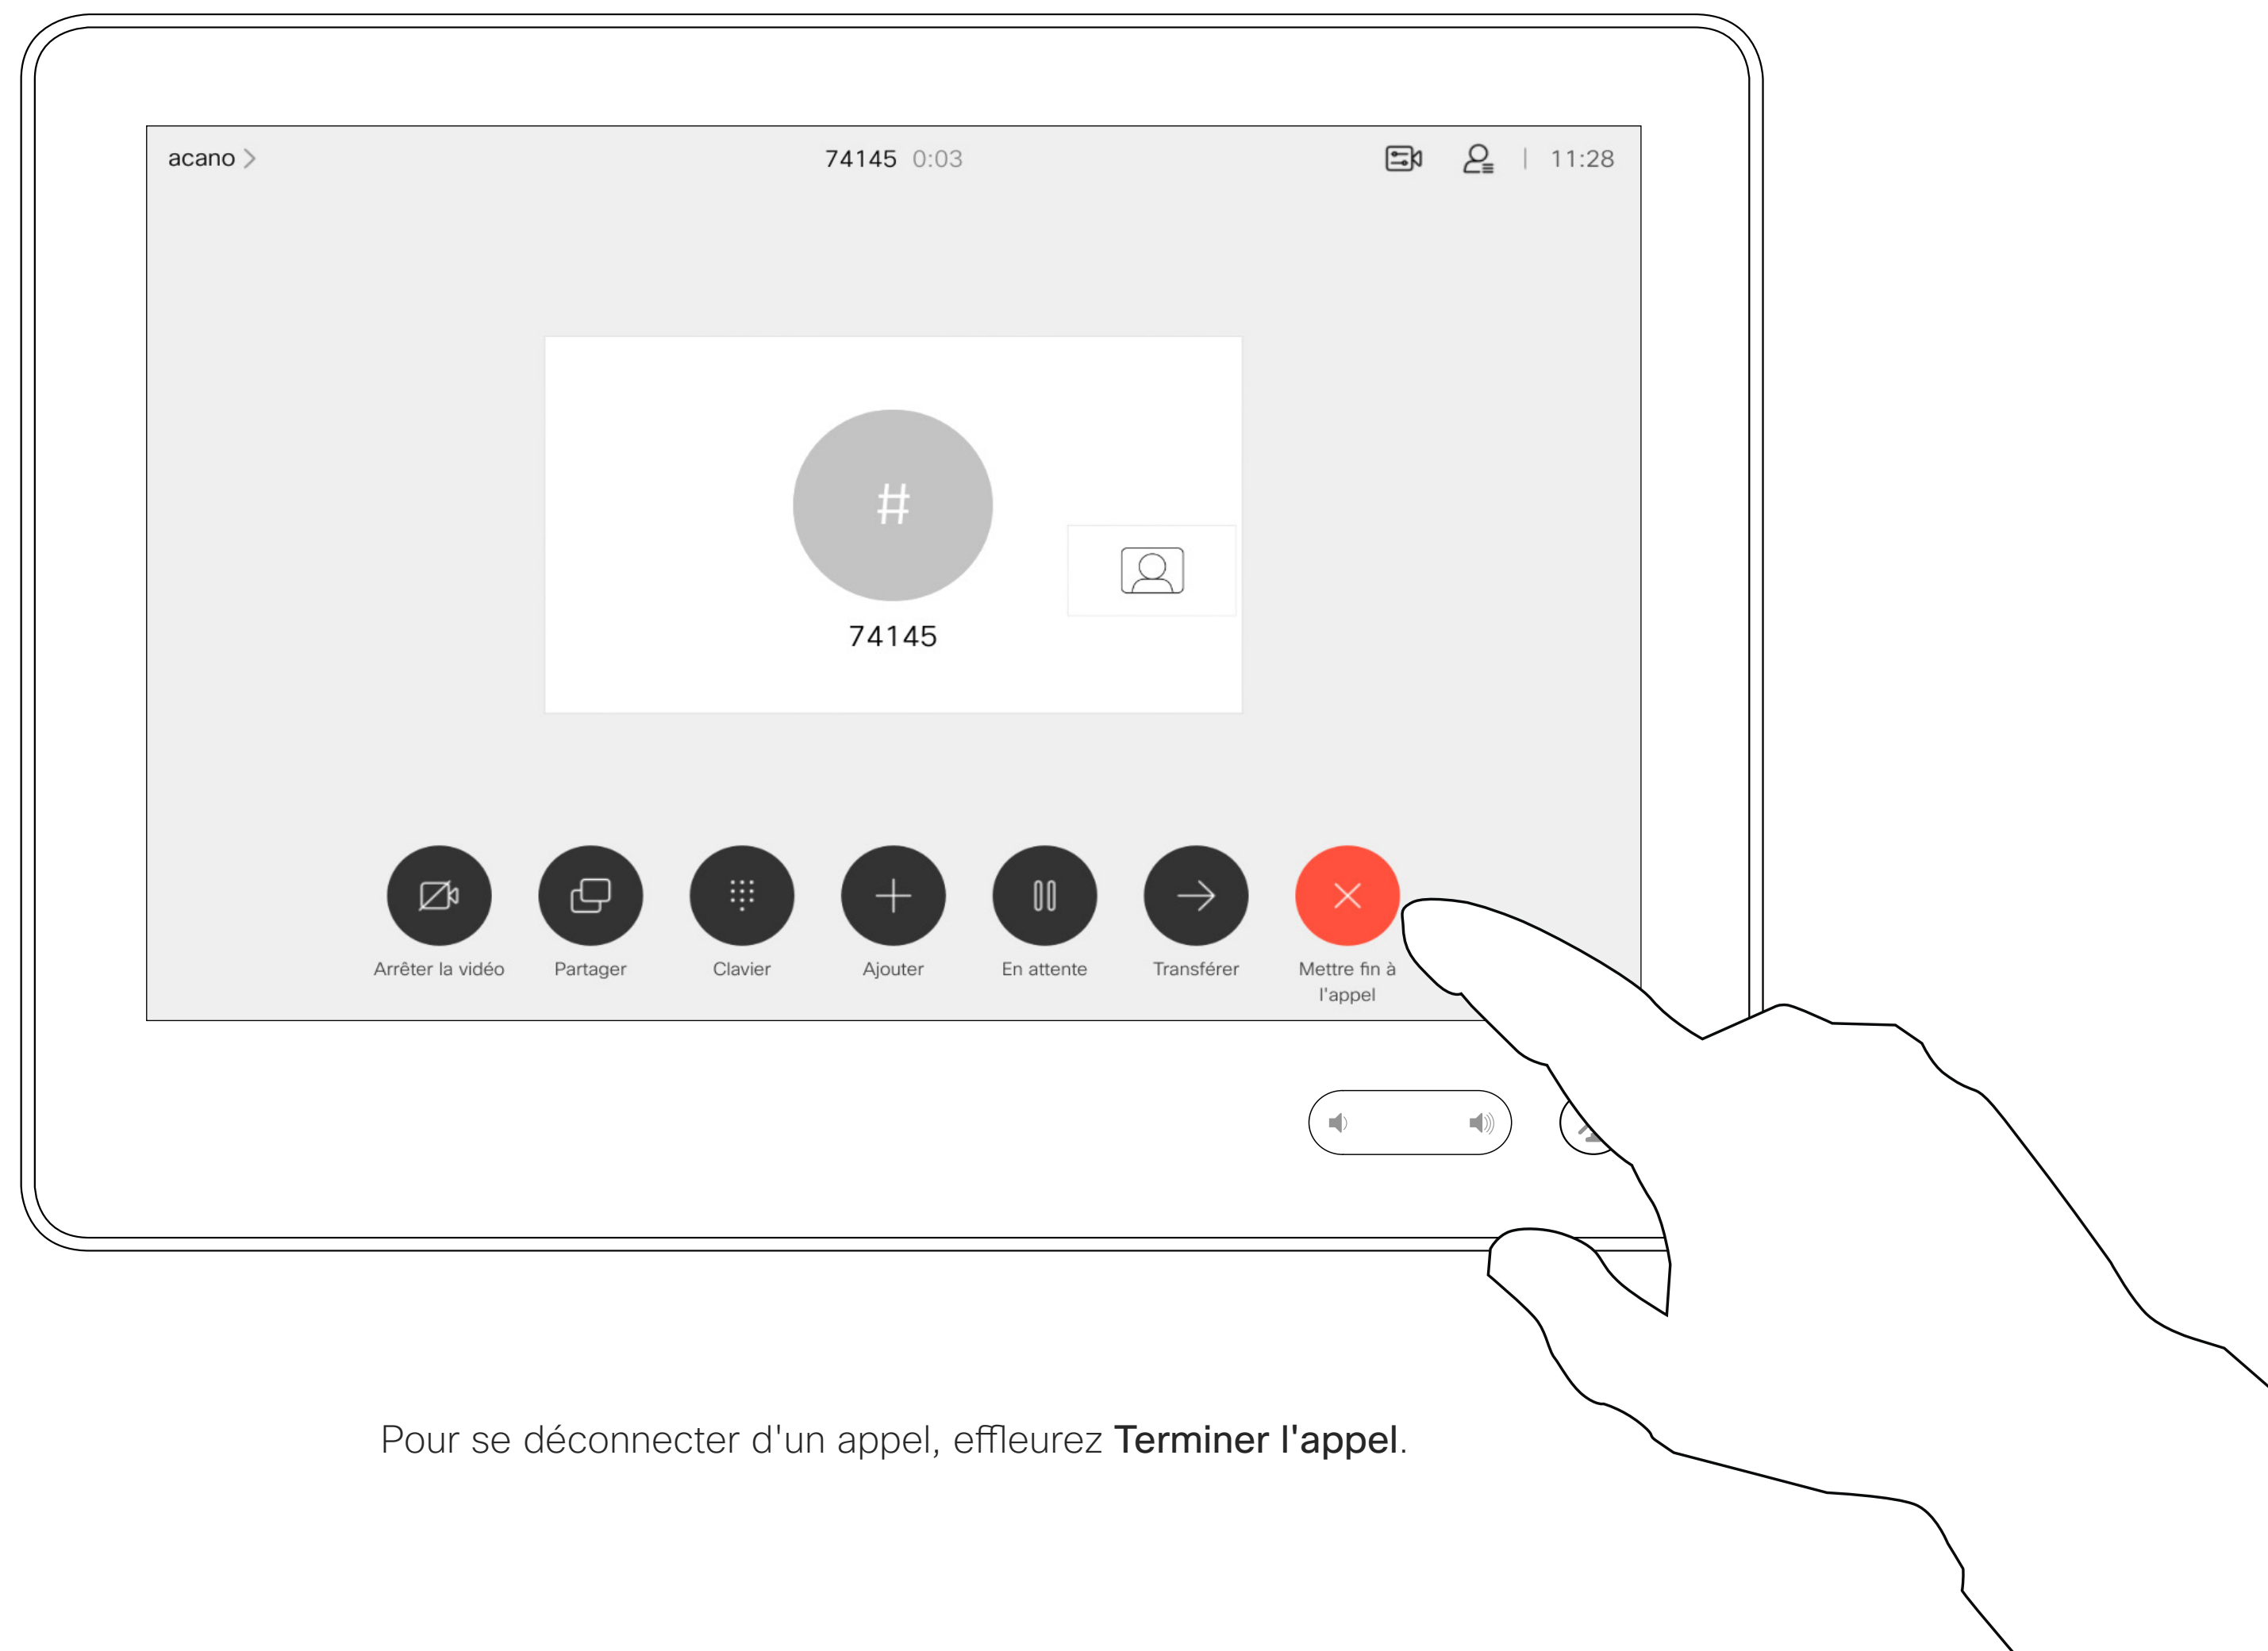 acano
74145 0:03
11:28
#
74145
Arrêter la vidéo
Partager
Clavier
Ajouter
En attente
Transférer
Mettre fin à
l'appel
Pour se déconnecter d'un appel, effleurez Terminer l'appel.